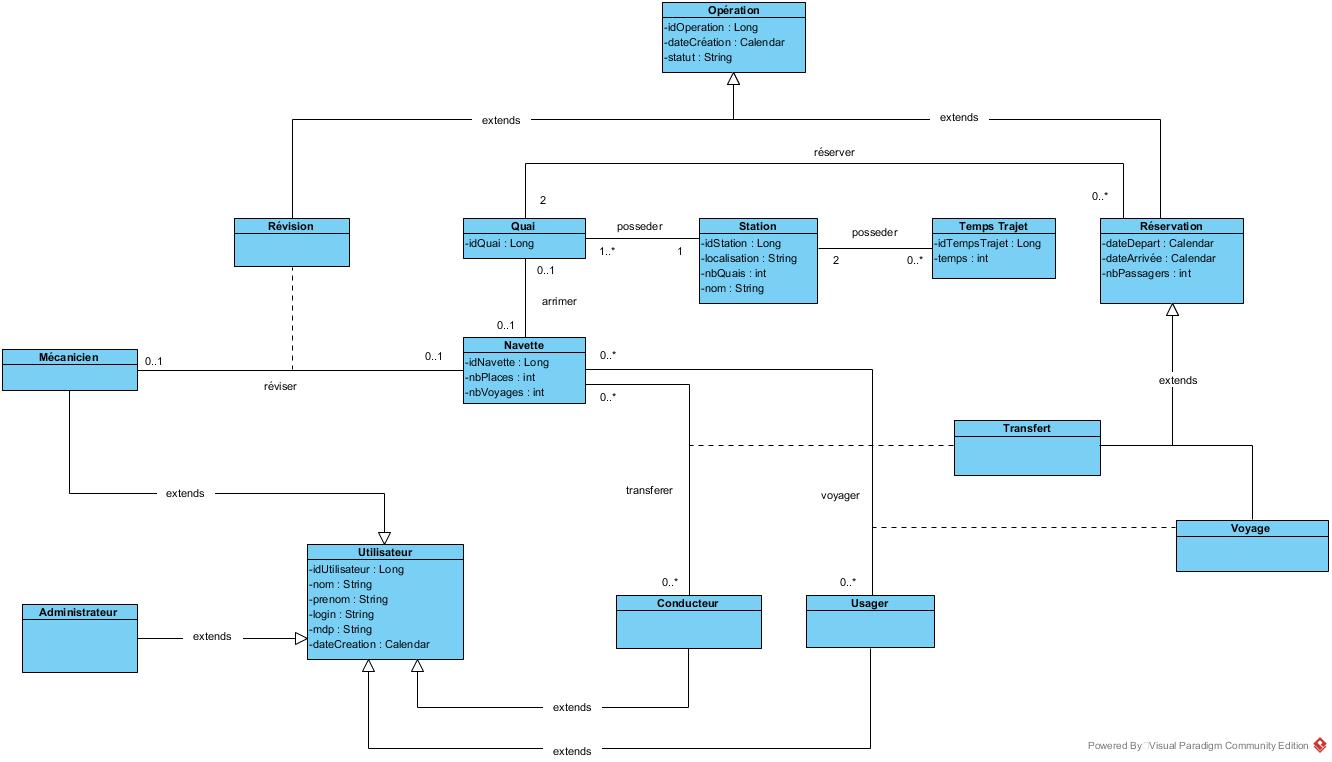 Opération
-idOperation : Long
-dateCréation : Calendar
-statut : String
extends
extends
réserver
2
0..*
Révision
Quai
-idQuai : Long
posseder
1..*
1
Station
-idStation : Long
-localisation : String
-nbQuais : int
-nom : String
posseder
2
0..*
Temps Trajet
-idTempsTrajet : Long
-temps : int
Réservation
-dateDepart : Calendar
-dateArrivée : Calendar
-nbPassagers : int
0..1
arrimer
0..1
Mécanicien
0..1
0..1
réviser
Navette
-idNavette : Long
-nbPlaces : int
-nbVoyages : int
0..*
0..*
extends
Transfert
extends
transferer
voyager
Voyage
Utilisateur
-idUtilisateur : Long
-nom : String
-prenom : String
-login : String
-mdp : String
-dateCreation : Calendar
0..*
0..*
Administrateur
extends
Conducteur
Usager
extends
extends
Powered By Visual Paradigm Community Edition